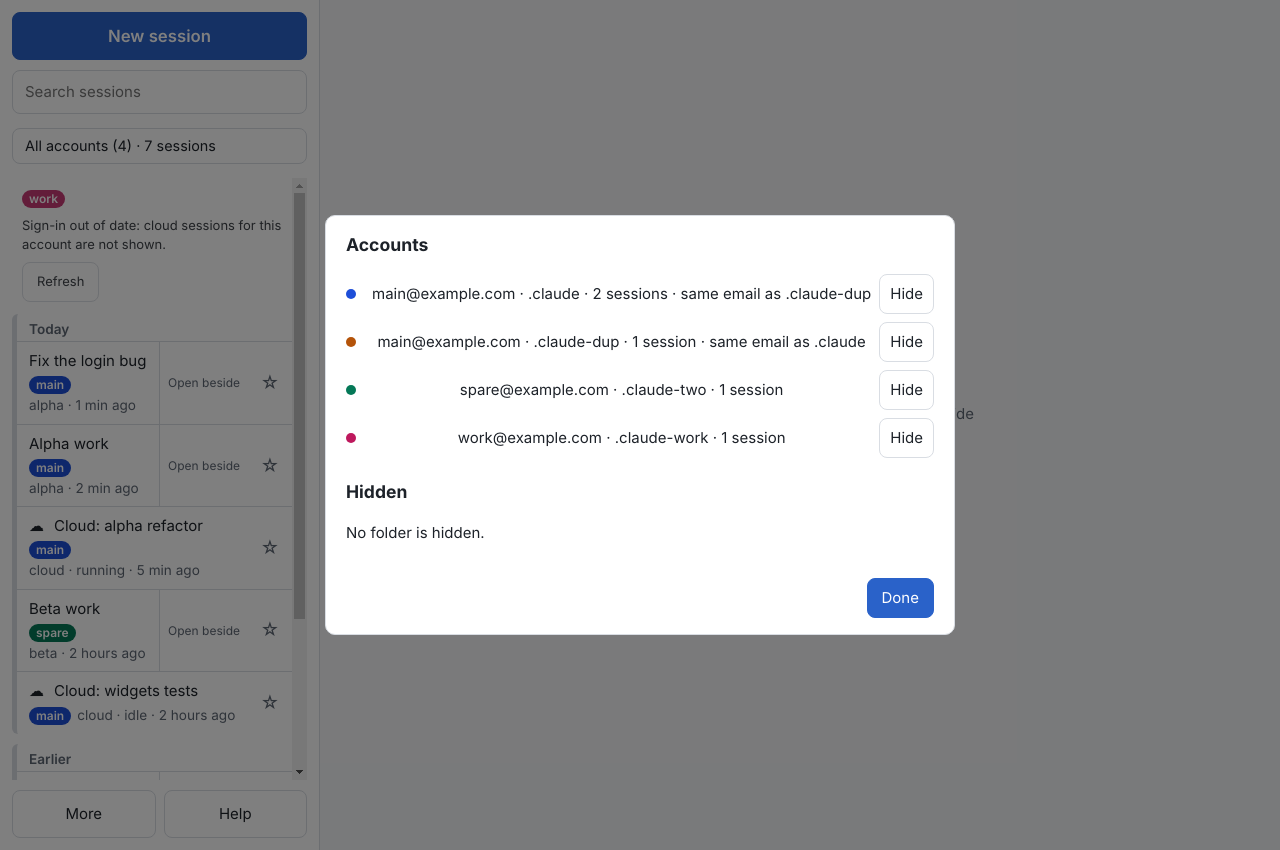 New session
Search sessions
All accounts (4) · 7 sessions
work
Sign-in out of date: cloud sessions for this
account are not shown.
Refresh
Today
Fix the login bug
main
alpha · 1 min ago
Open beside
Alpha work
main
alpha · 2 min ago
Open beside
Cloud: alpha refactor
main
cloud · running · 5 min ago
Beta work
spare
beta · 2 hours ago
Open beside
Cloud: widgets tests
main cloud · idle · 2 hours ago
Earlier
More
Help
Accounts
main@example.com · .claude · 2 sessions · same email as .claude-dup
Hide
main@example.com · .claude-dup · 1 session · same email as .claude
Hide
spare@example.com · .claude-two · 1 session
Hide
work@example.com · .claude-work · 1 session
Hide
Hidden
No folder is hidden.
Done
de